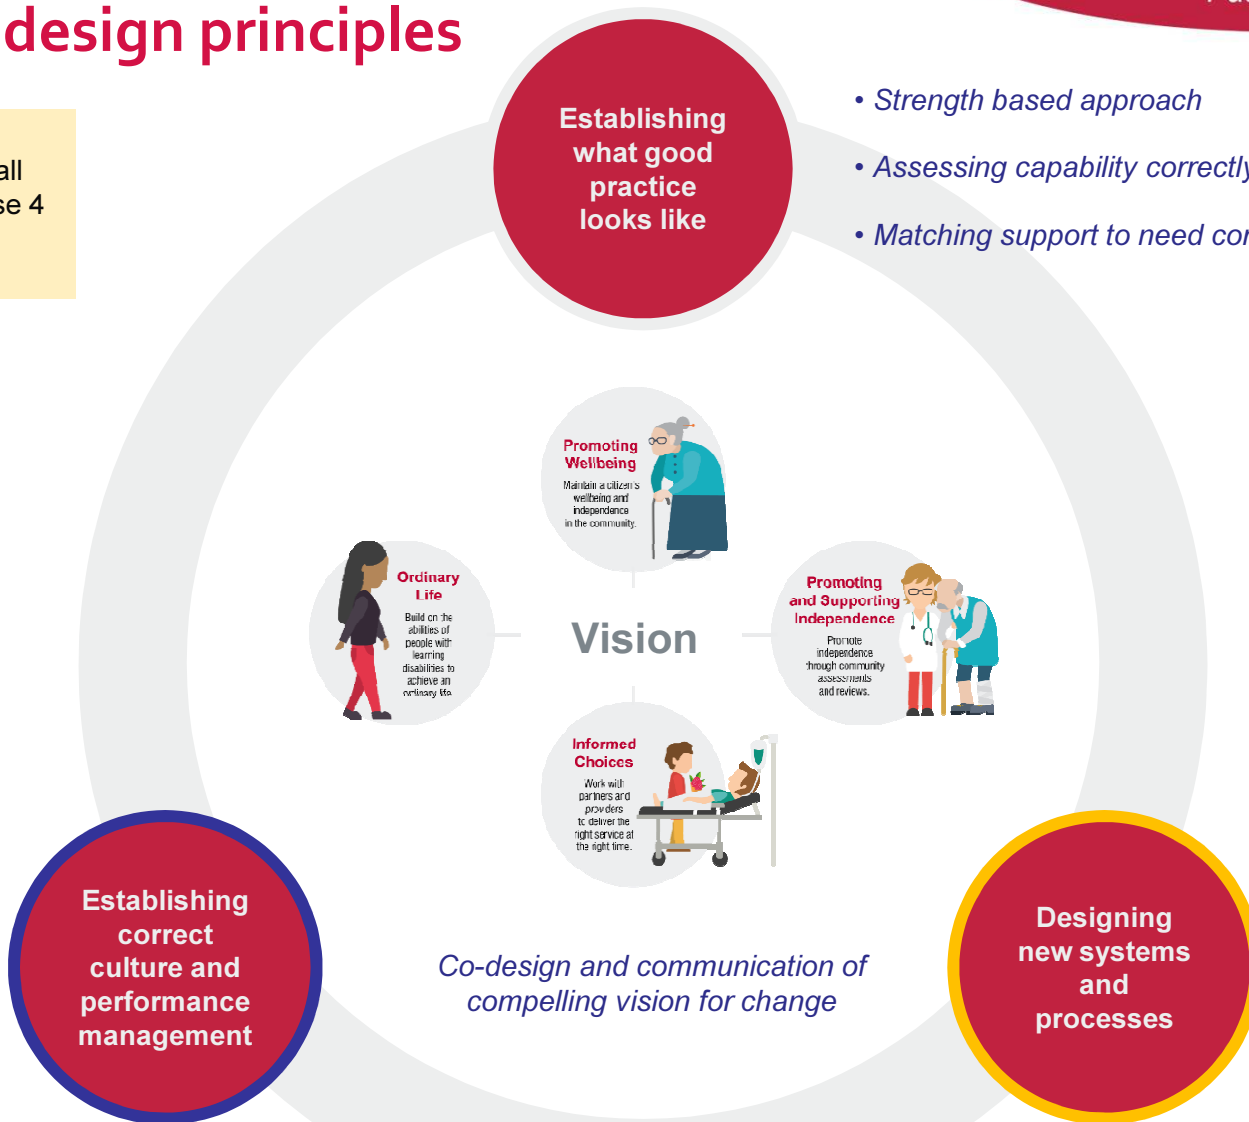 design principles
all
se 4
Establishing
what good
practice
looks like
• Strength based approach
• Assessing capability correctly
• Matching support to need
Promoting
Wellbeing
Maintain a citizen's
wellbeing and
independence
in the community.
Ordinary
Life
Build on the
abilities of
people with
learning
disabilities to
achieve an
ordinary life
Vision
Promoting
and Supporting
Independence
Promote
independence
through community
assessments
and reviews.
Informed
Choices
Work with
partners and
providers
to deliver the
right service at
the right time.
Establishing
correct
culture and
performance
management
Co-design and communication of
compelling vision for change
Designing
new systems
and
processes